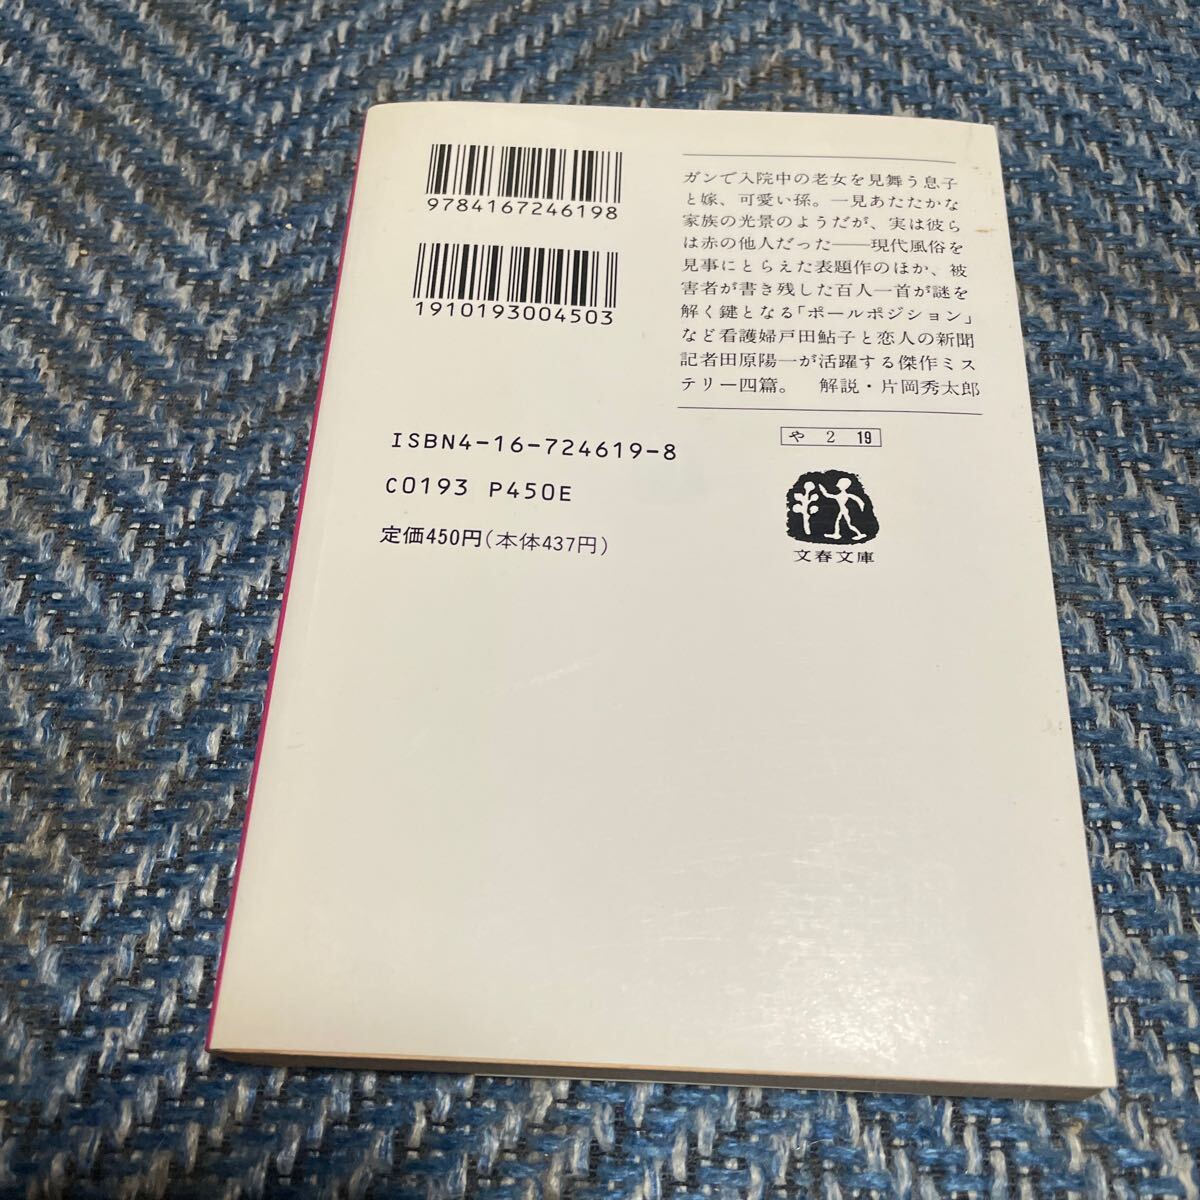 9784167246198
1910193004503
ISBN4-16-724619-8
C0193 P450E
定価450円(本体437円)
ガンで入院中の老女を見舞う息子
と嫁、可愛い孫。一見あたたかな
家族の光景のようだが、実は彼ら
は赤の他人だった――現代風俗を
見事にとらえた表題作のほか、被
害者が書き残した百人一首が謎を
解く鍵となる「ポールポジション」
など看護婦戸田鮎子と恋人の新聞
記者田原陽一が活躍する傑作ミス
テリー四篇。 解説・片岡秀太郎
や 2 19
文春文庫